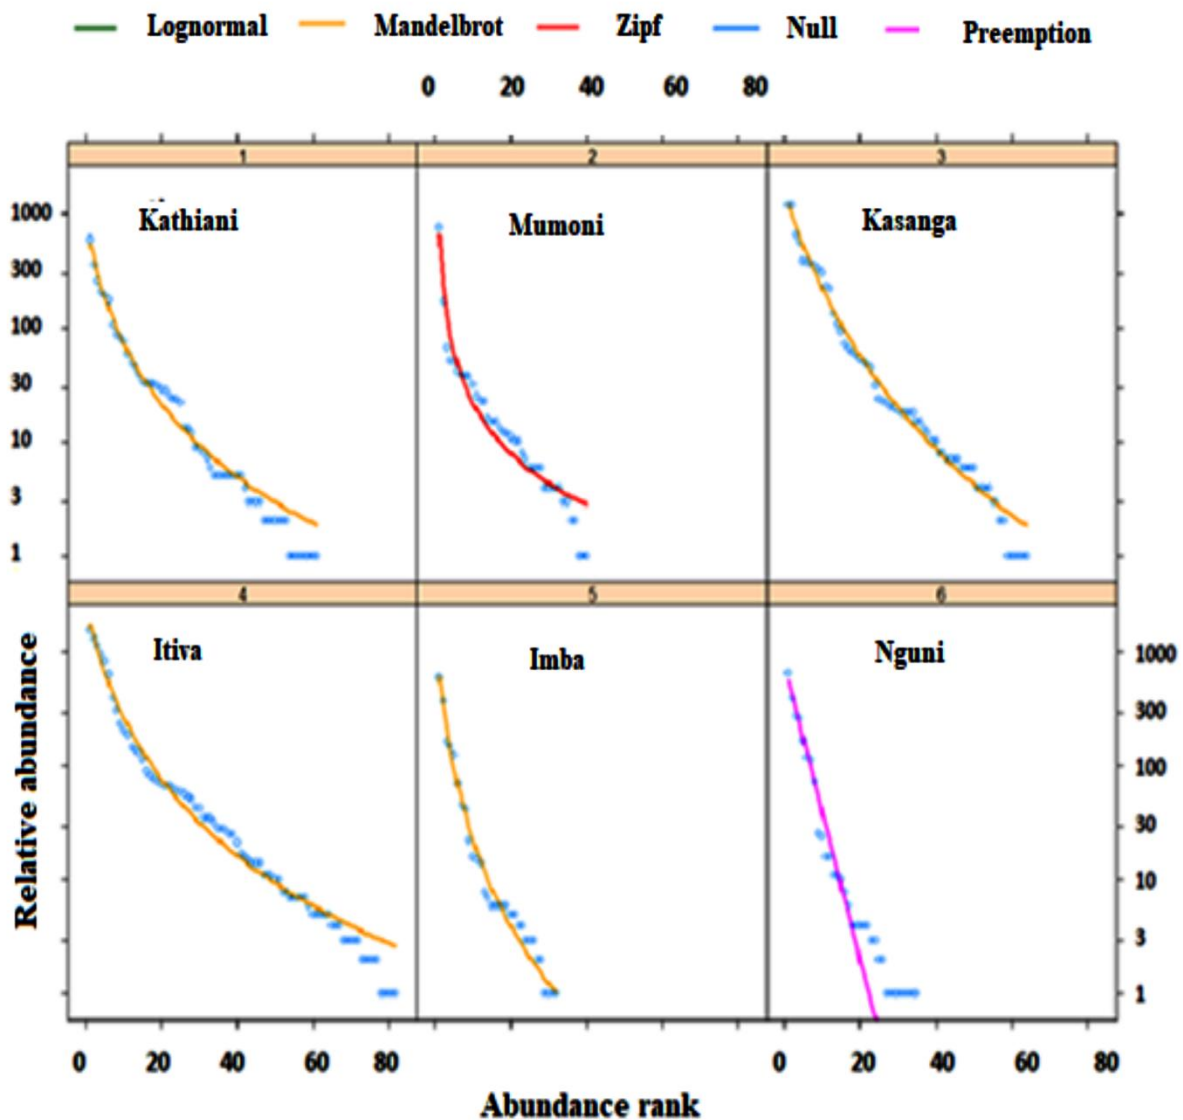 Lognormal Mandelbrot Zipf Null Preemption
0 20 40 60 80
1 2 3
Kathiani Mumoni Kasanga
1000
300
100
30
10
3
1
4 5 6
Itiva Imba Nguni
Relative abundance
1000
300
100
30
10
3
1
0 20 40 60 80 0 20 40 60 80
Abundance rank